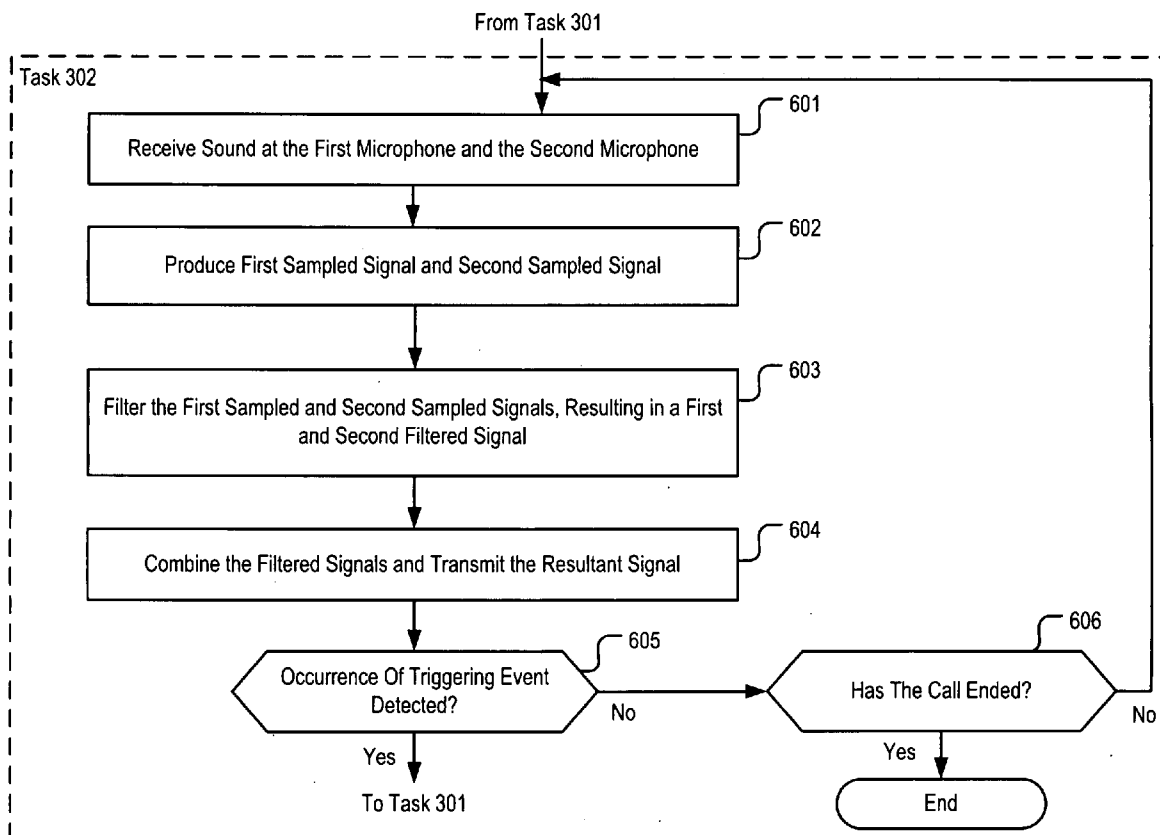 From Task 301
Task 302
601
Receive Sound at the First Microphone and the Second Microphone
602
Produce First Sampled Signal and Second Sampled Signal
603
Filter the First Sampled and Second Sampled Signals, Resulting in a First
and Second Filtered Signal
604
Combine the Filtered Signals and Transmit the Resultant Signal
605
Occurrence Of Triggering Event
Detected?
No
606
Has The Call Ended?
No
Yes
To Task 301
Yes
End